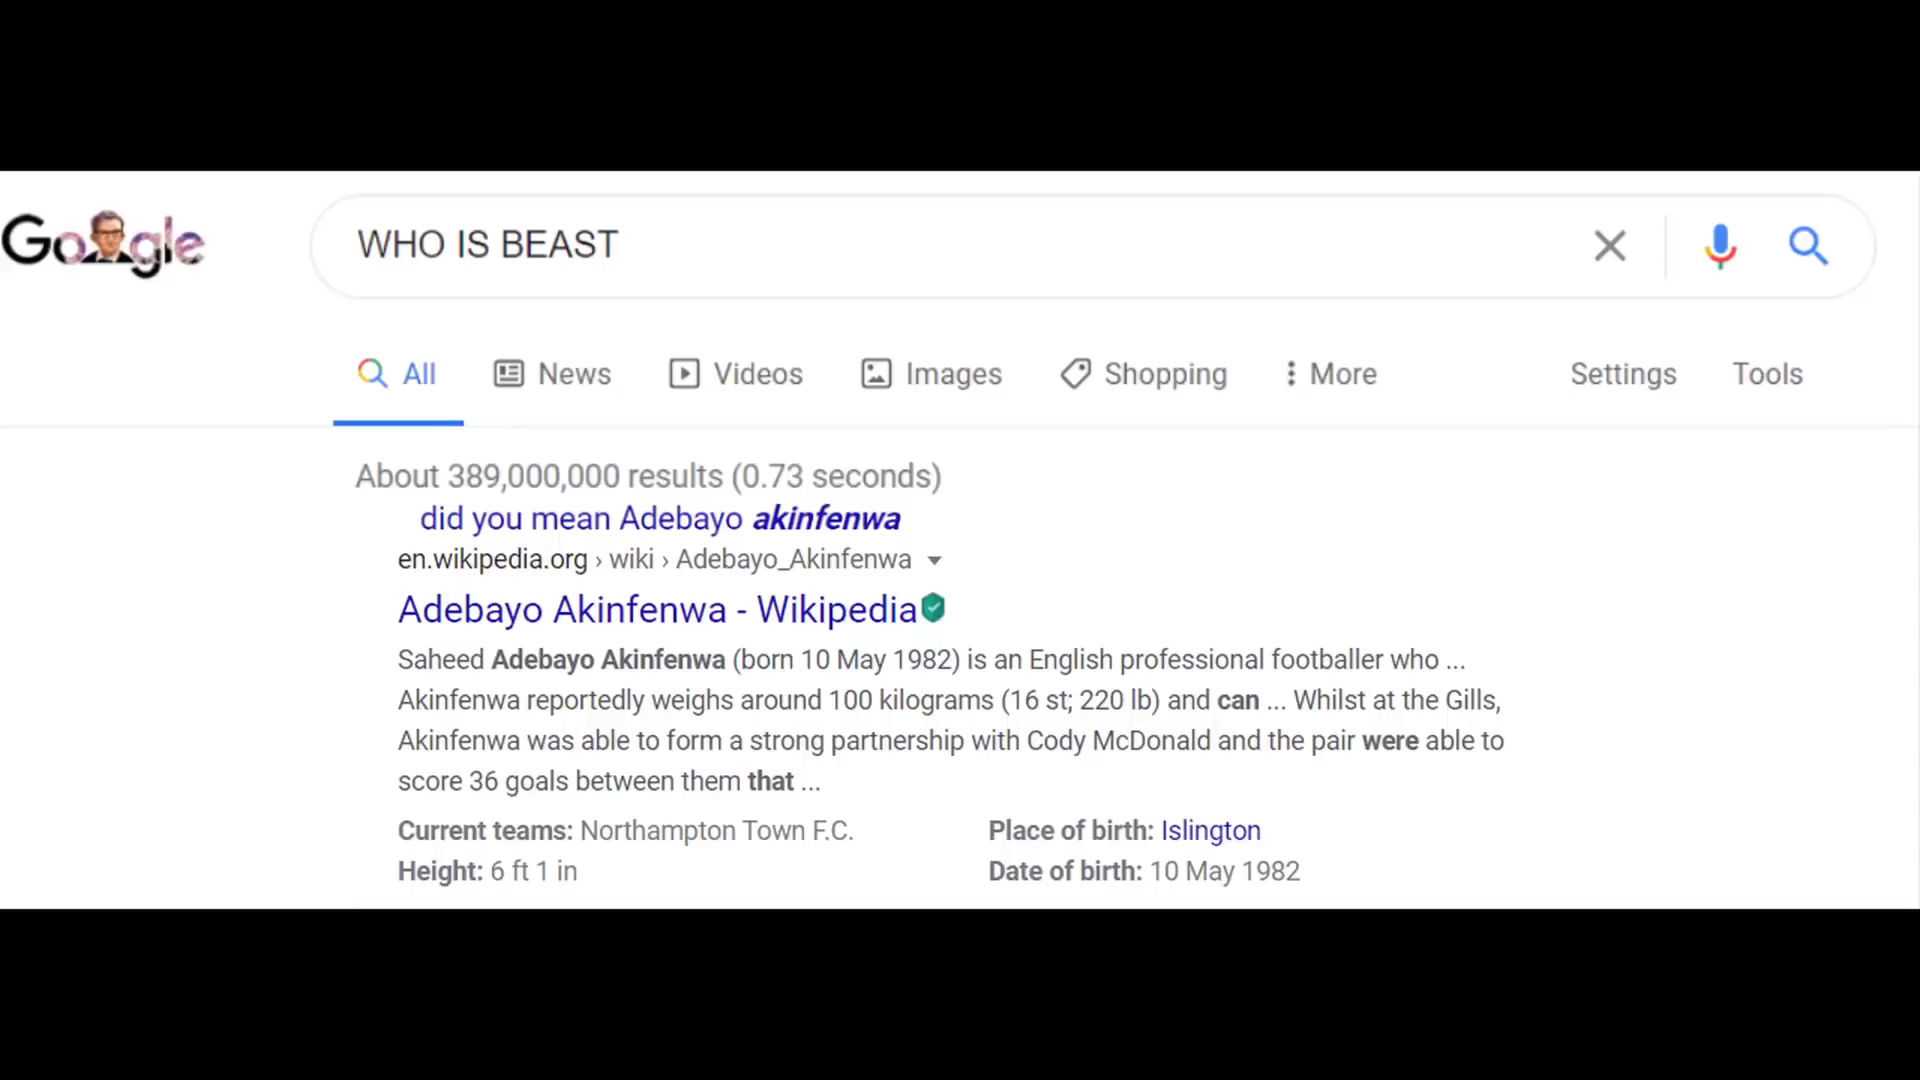 Google
WHO IS BEAST
All News Videos Images Shopping More Settings Tools
About 389,000,000 results (0.73 seconds)
did you mean Adebayo akinfenwa
en.wikipedia.org › wiki › Adebayo_Akinfenwa
Adebayo Akinfenwa - Wikipedia
Saheed Adebayo Akinfenwa (born 10 May 1982) is an English professional footballer who ...
Akinfenwa reportedly weighs around 100 kilograms (16 st; 220 lb) and can ... Whilst at the Gills,
Akinfenwa was able to form a strong partnership with Cody McDonald and the pair were able to
score 36 goals between them that ...
Current teams: Northampton Town F.C. Place of birth: Islington
Height: 6 ft 1 in Date of birth: 10 May 1982